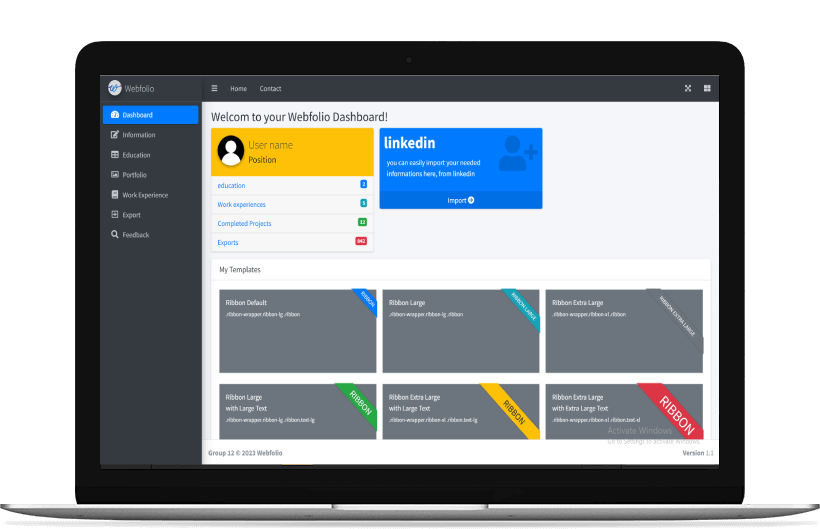 Webfolio
Home Contact
Dashboard
Information
Education
Portfolio
Work Experience
Export
Feedback
Welcom to your Webfolio Dashboard!
User name
Position
education 2
Work experiences 5
Completed Projects 12
Exports 842
linkedin
you can easily import your needed
informations here, from linkedin
Import
My Templates
Ribbon Default
.ribbon-wrapper.ribbon-lg .ribbon
RIBBON
Ribbon Large
.ribbon-wrapper.ribbon-lg .ribbon
RIBBON LARGE
Ribbon Extra Large
.ribbon-wrapper.ribbon-xl .ribbon
RIBBON EXTRA LARGE
Ribbon Large
with Large Text
.ribbon-wrapper.ribbon-lg .ribbon.text-lg
RIBBON
Ribbon Extra Large
with Large Text
.ribbon-wrapper.ribbon-xl .ribbon.text-lg
RIBBON
Ribbon Extra Large
with Extra Large Text
.ribbon-wrapper.ribbon-xl .ribbon.text-xl
RIBBON
Activate Windows
Go to Settings to activate Windows.
Group 12 © 2023 Webfolio
Version 1.1